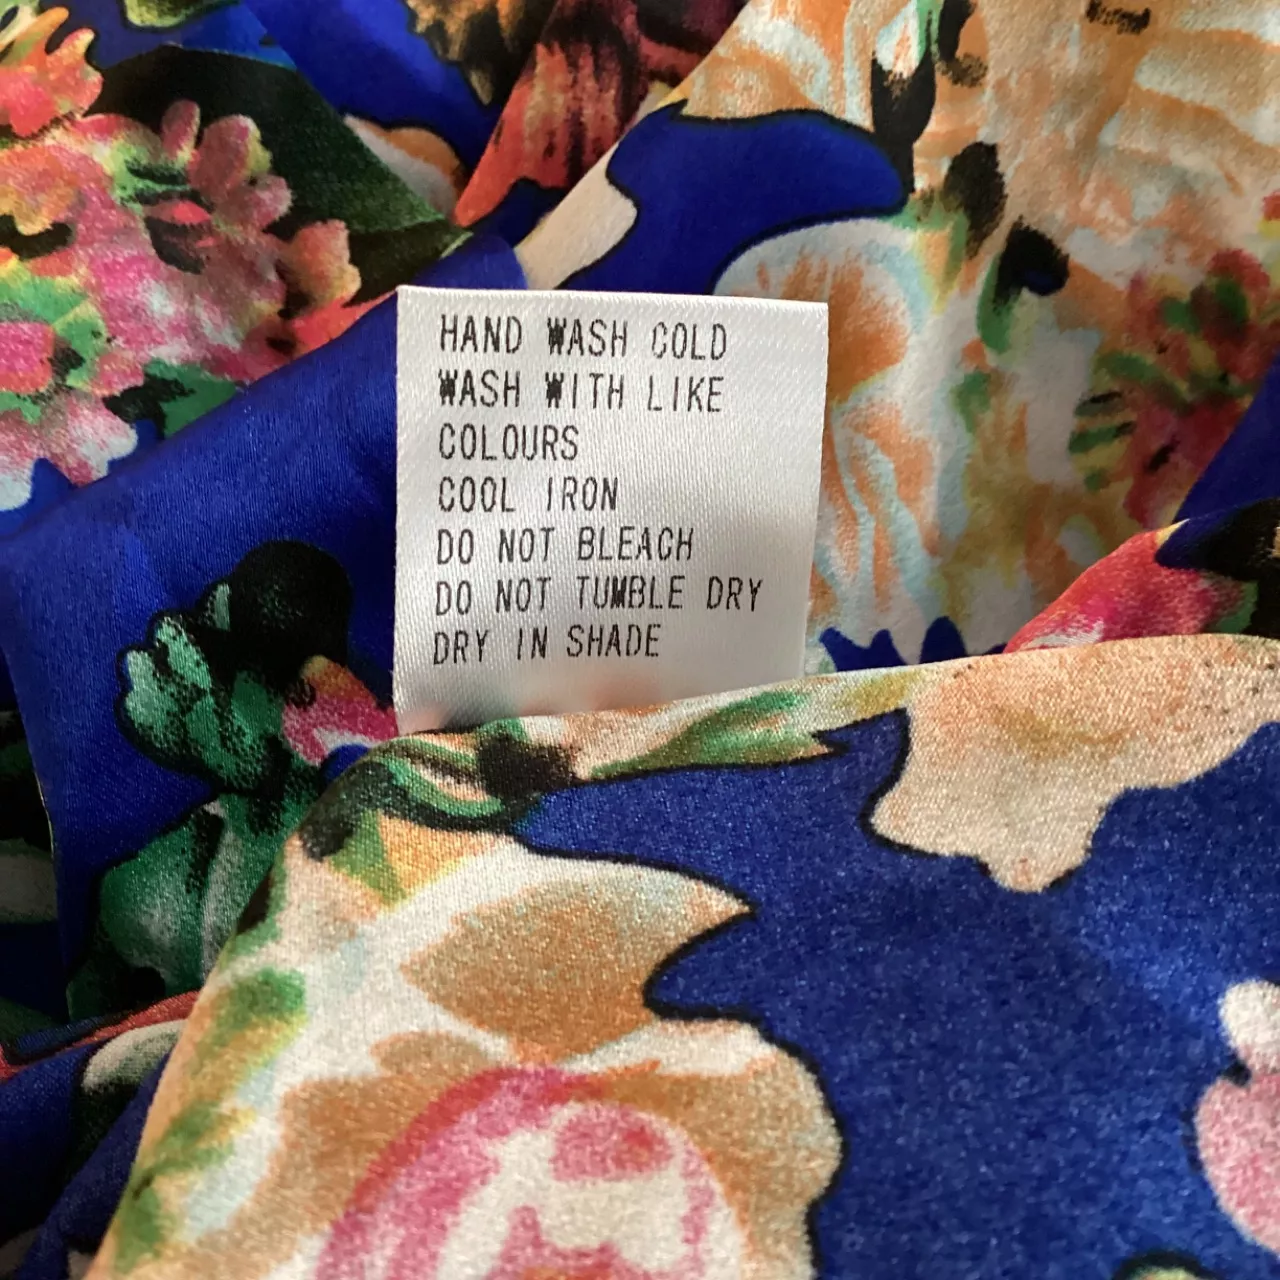 HAND WASH COLD
WASH WITH LIKE
COLOURS
COOL IRON
DO NOT BLEACH
DO NOT TUMBLE DRY
DRY IN SHADE